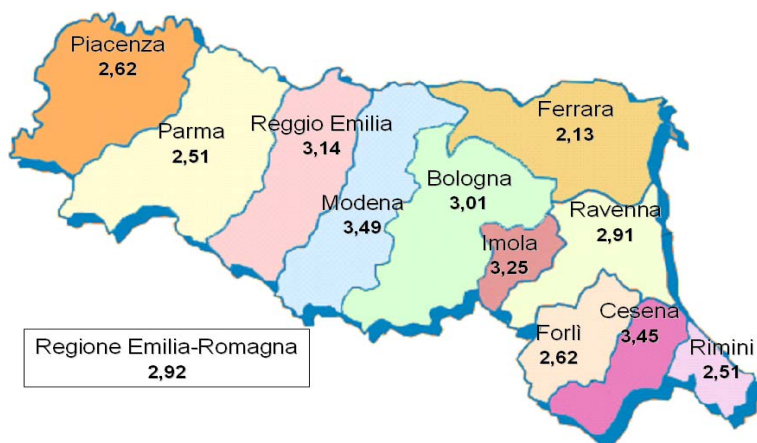 Piacenza
2,62
Parma
2,51
Reggio Emilia
3,14
Modena
3,49
Bologna
3,01
Ferrara
2,13
Imola
3,25
Ravenna
2,91
Forlì
2,62
Cesena
3,45
Rimini
2,51
Regione Emilia-Romagna
2,92